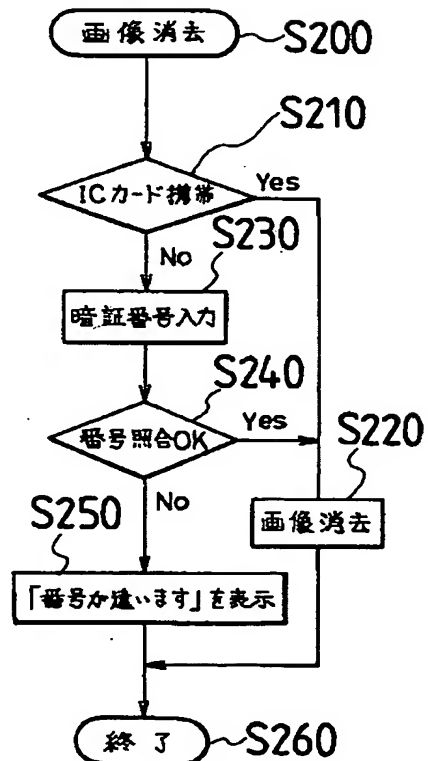 画像消去 S200
S210
ICカード携帯 Yes
No S230
暗証番号入力
S240
番号照合OK Yes
S220
S250 No
画像消去
「番号が違います」を表示
終了 S260